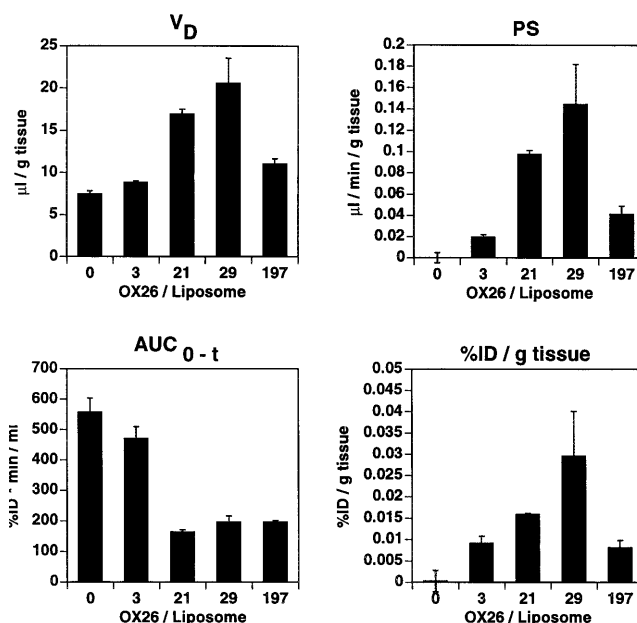 V_D
25
20
15
10
5
0
µl / g tissue
0 3 21 29 197
OX26 / Liposome
PS
0.2
0.18
0.16
0.14
0.12
0.1
0.08
0.06
0.04
0.02
0
µl / min / g tissue
0 3 21 29 197
OX26 / Liposome
AUC 0 - t
700
600
500
400
300
200
100
0
%ID * min / ml
0 3 21 29 197
OX26 / Liposome
%ID / g tissue
0.05
0.045
0.04
0.035
0.03
0.025
0.02
0.015
0.01
0.005
0
%ID / g tissue
0 3 21 29 197
OX26 / Liposome